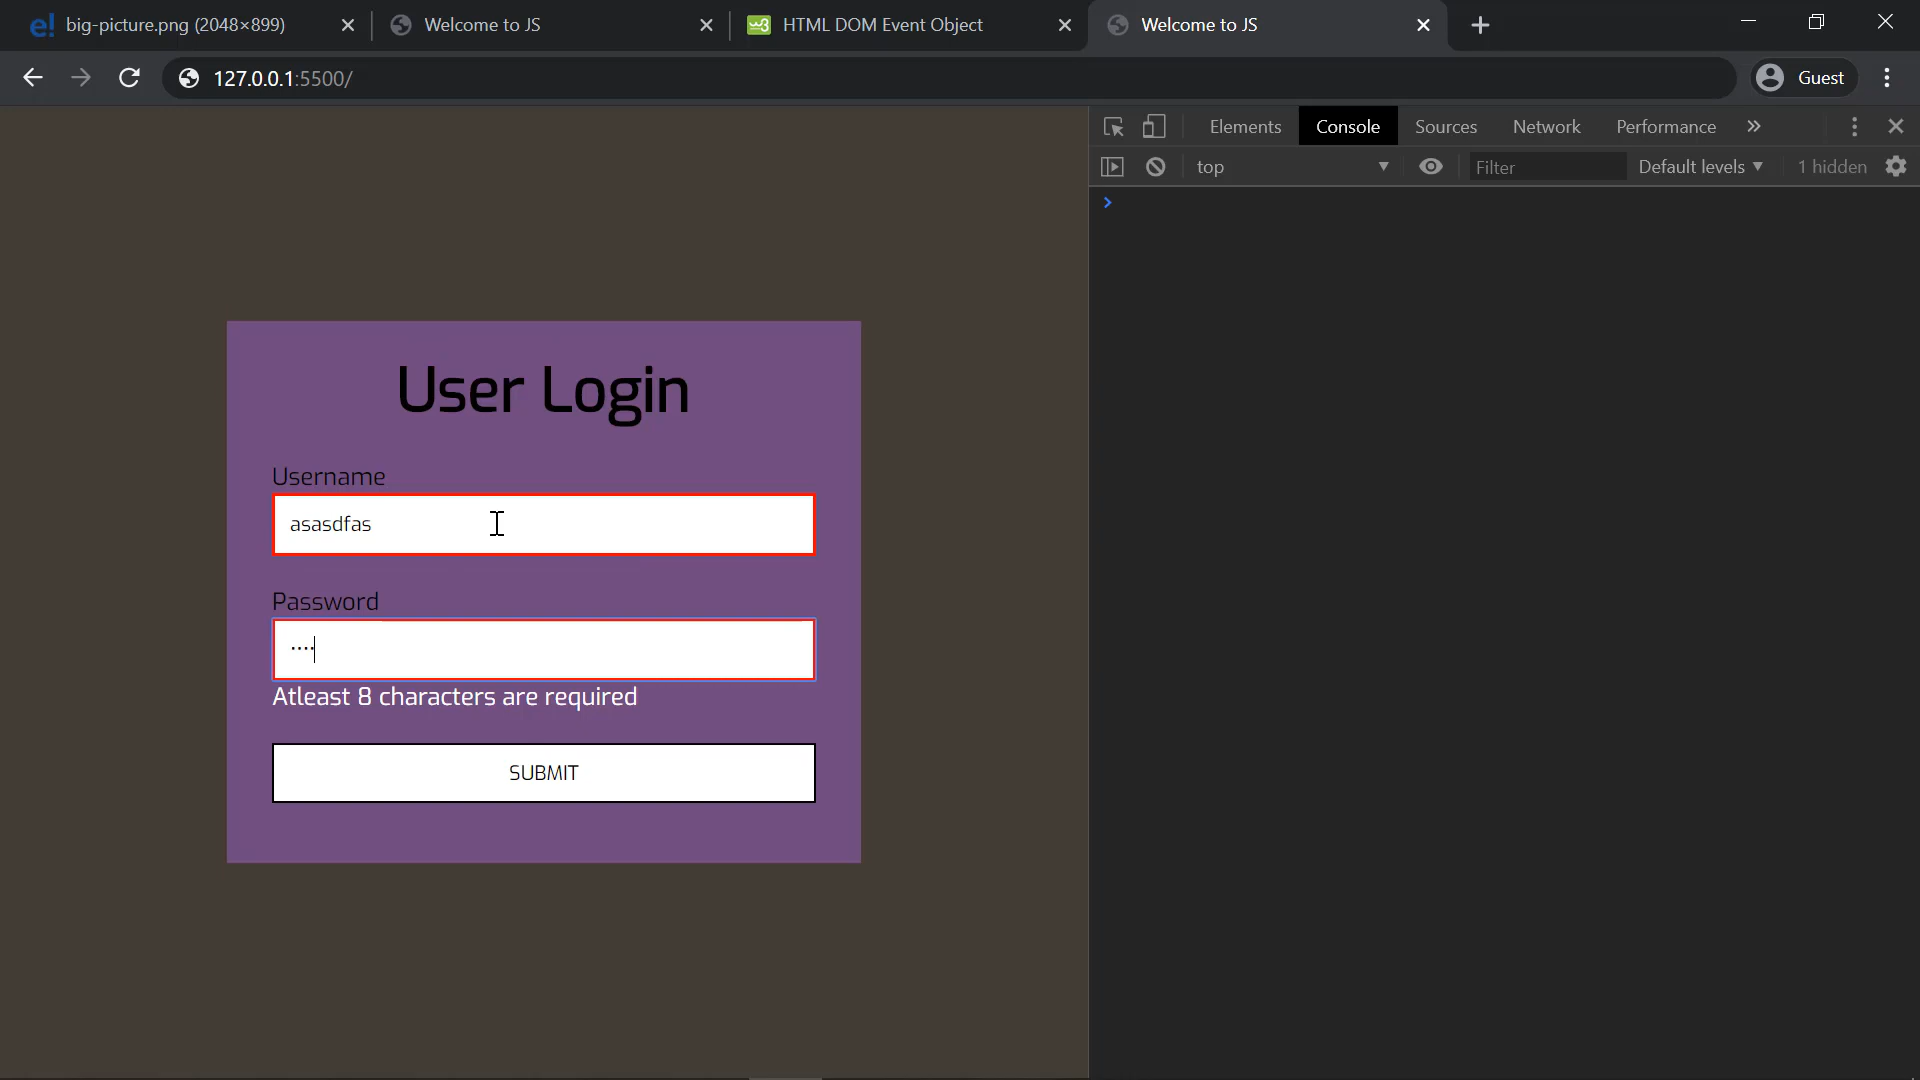 big-picture.png (2048×899)
Welcome to JS
HTML DOM Event Object
Welcome to JS
127.0.0.1:5500/
Guest
Elements
Console
Sources
Network
Performance
top
Filter
Default levels
1 hidden
User Login
Username
asasdfas
Password
Atleast 8 characters are required
SUBMIT